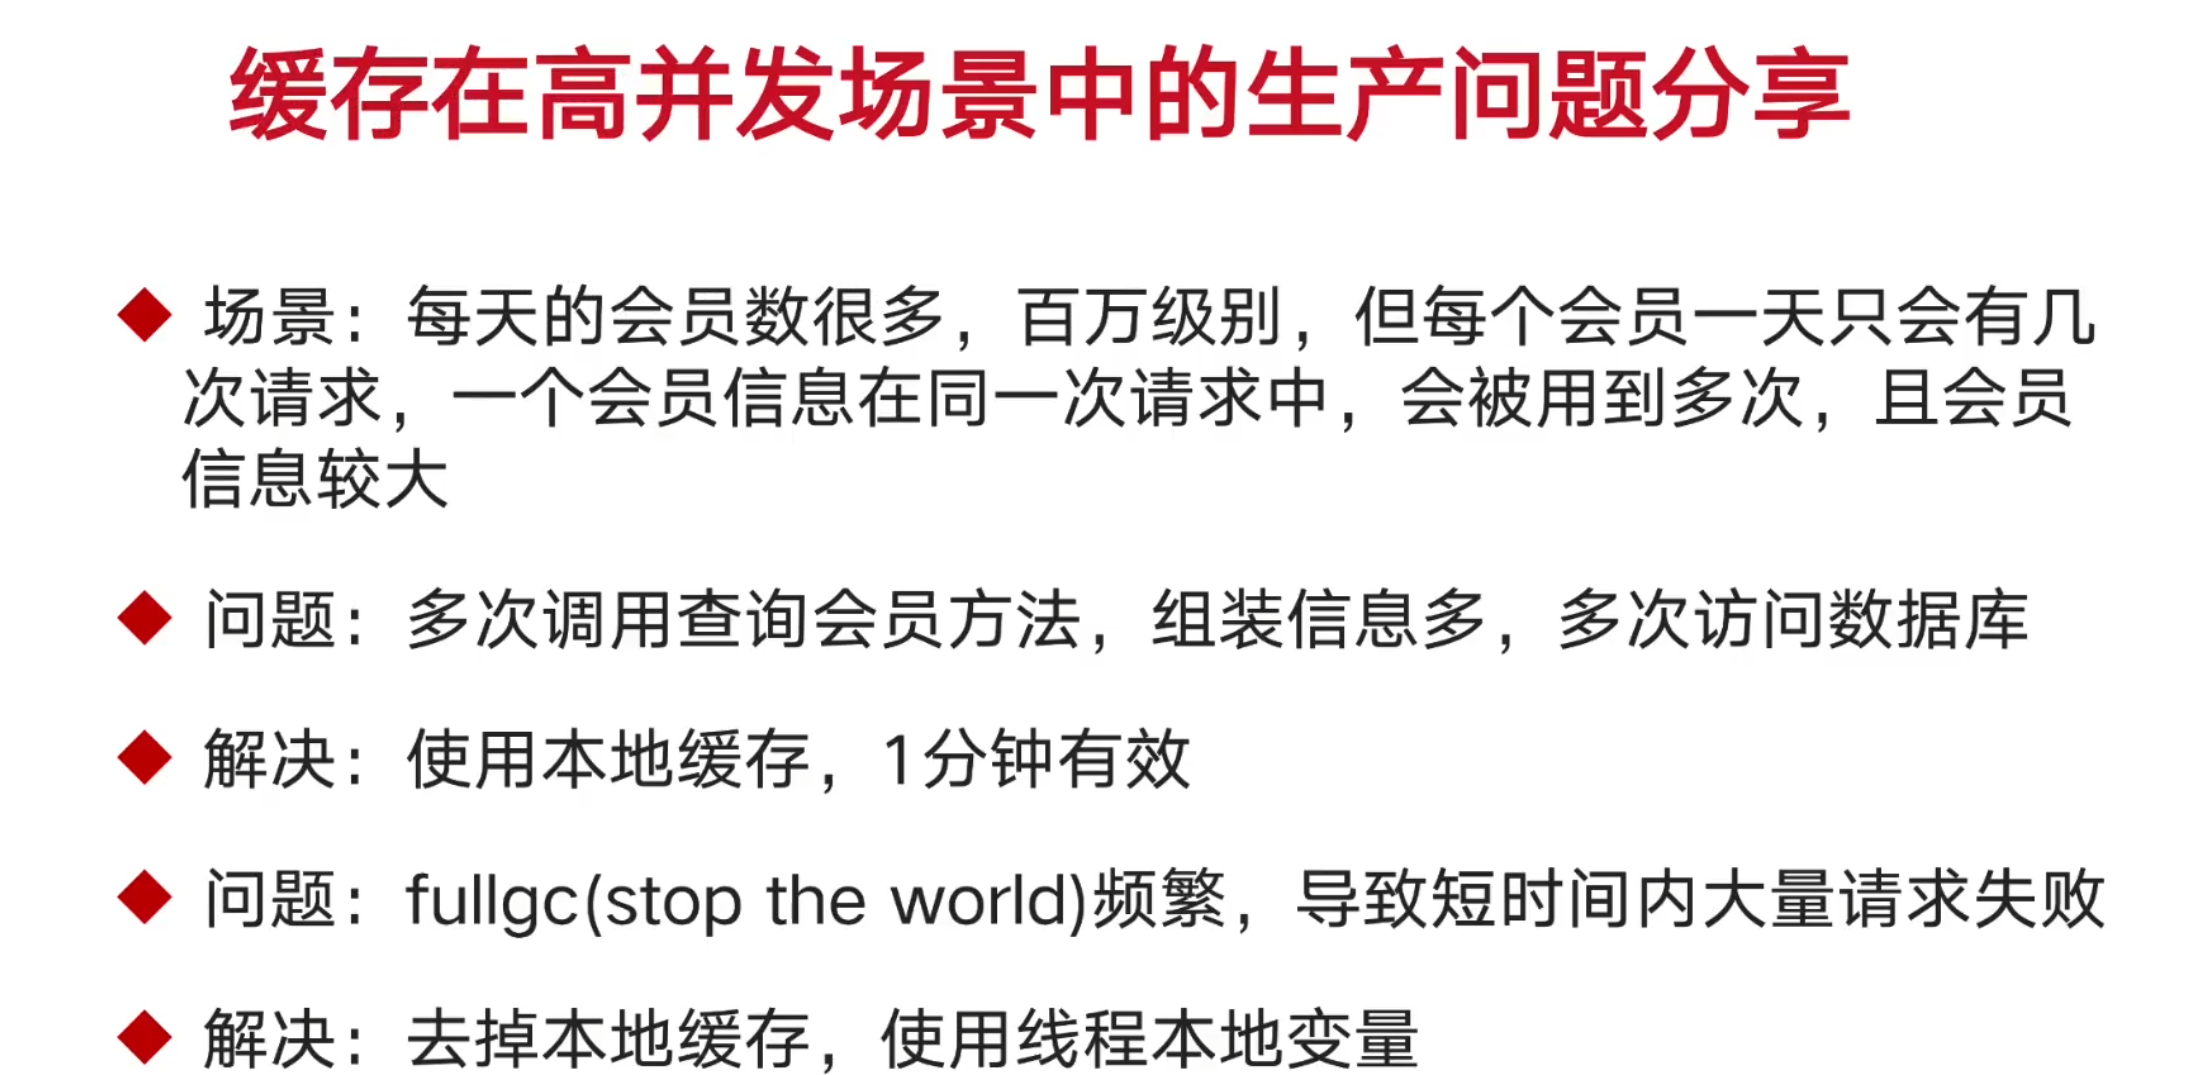 缓存在高并发场景中的生产问题分享
◆ 场景：每天的会员数很多，百万级别，但每个会员一天只会有几
次请求，一个会员信息在同一次请求中，会被用到多次，且会员
信息较大
◆ 问题：多次调用查询会员方法，组装信息多，多次访问数据库
◆ 解决：使用本地缓存，1分钟有效
◆ 问题：fullgc(stop the world)频繁，导致短时间内大量请求失败
◆ 解决：去掉本地缓存，使用线程本地变量